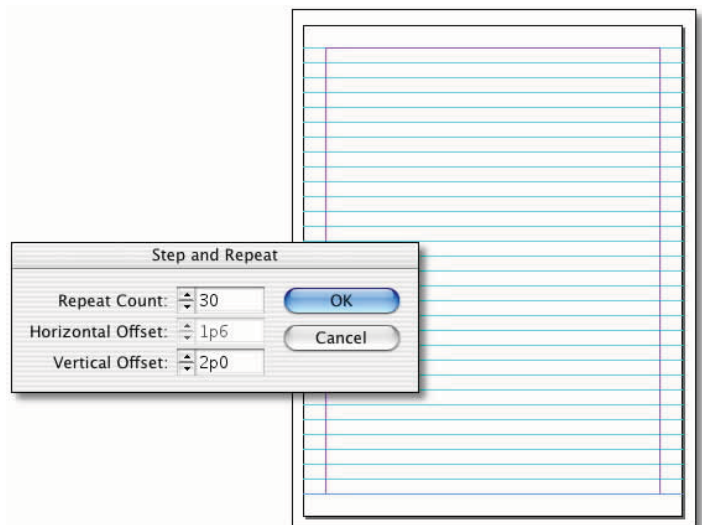 Step and Repeat
Repeat Count: 30
OK
Horizontal Offset: 1p6
Cancel
Vertical Offset: 2p0